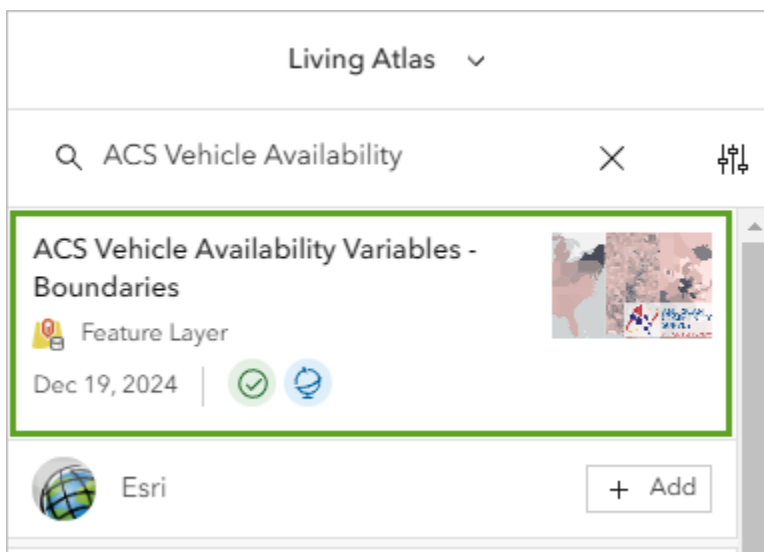 Living Atlas
ACS Vehicle Availability
ACS Vehicle Availability Variables -
Boundaries
Feature Layer
Dec 19, 2024
Esri
+ Add